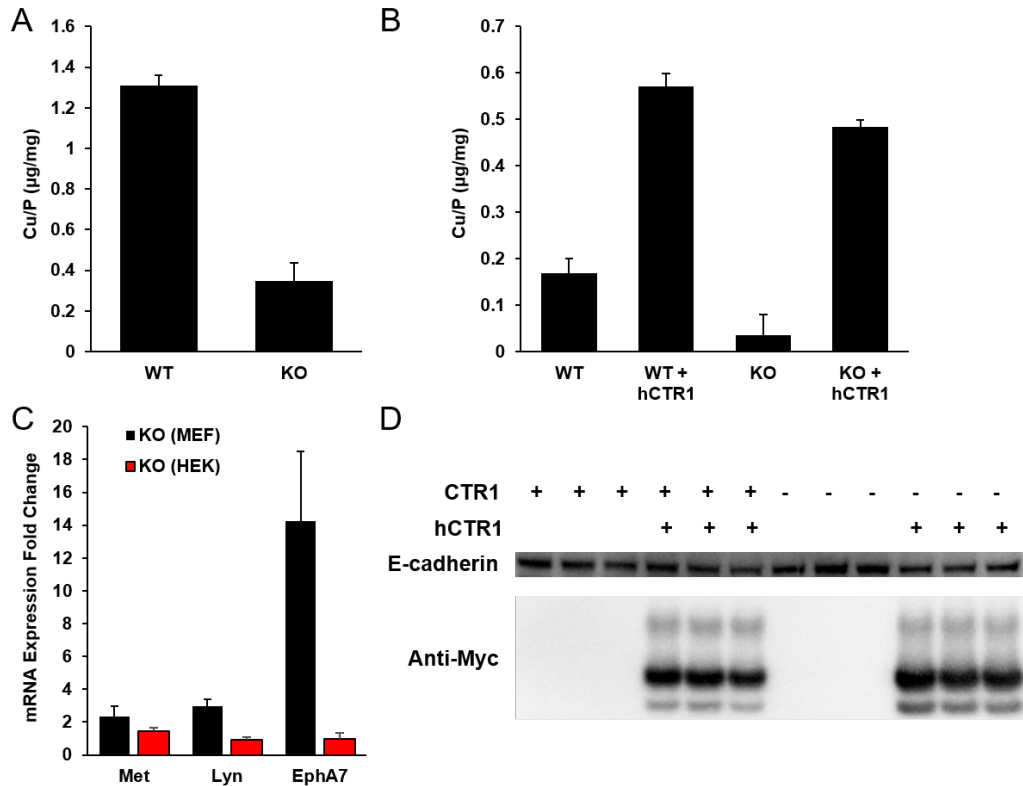 A
Cu/P (µg/mg)
1.6
1.4
1.2
1
0.8
0.6
0.4
0.2
0
WT
KO
B
Cu/P (µg/mg)
0.7
0.6
0.5
0.4
0.3
0.2
0.1
0
WT
WT +
hCTR1
KO
KO +
hCTR1
C
mRNA Expression Fold Change
20
18
16
14
12
10
8
6
4
2
0
KO (MEF)
KO (HEK)
Met
Lyn
EphA7
D
CTR1 + + + + + + - - - - - -
hCTR1 + + + + + +
E-cadherin
Anti-Myc